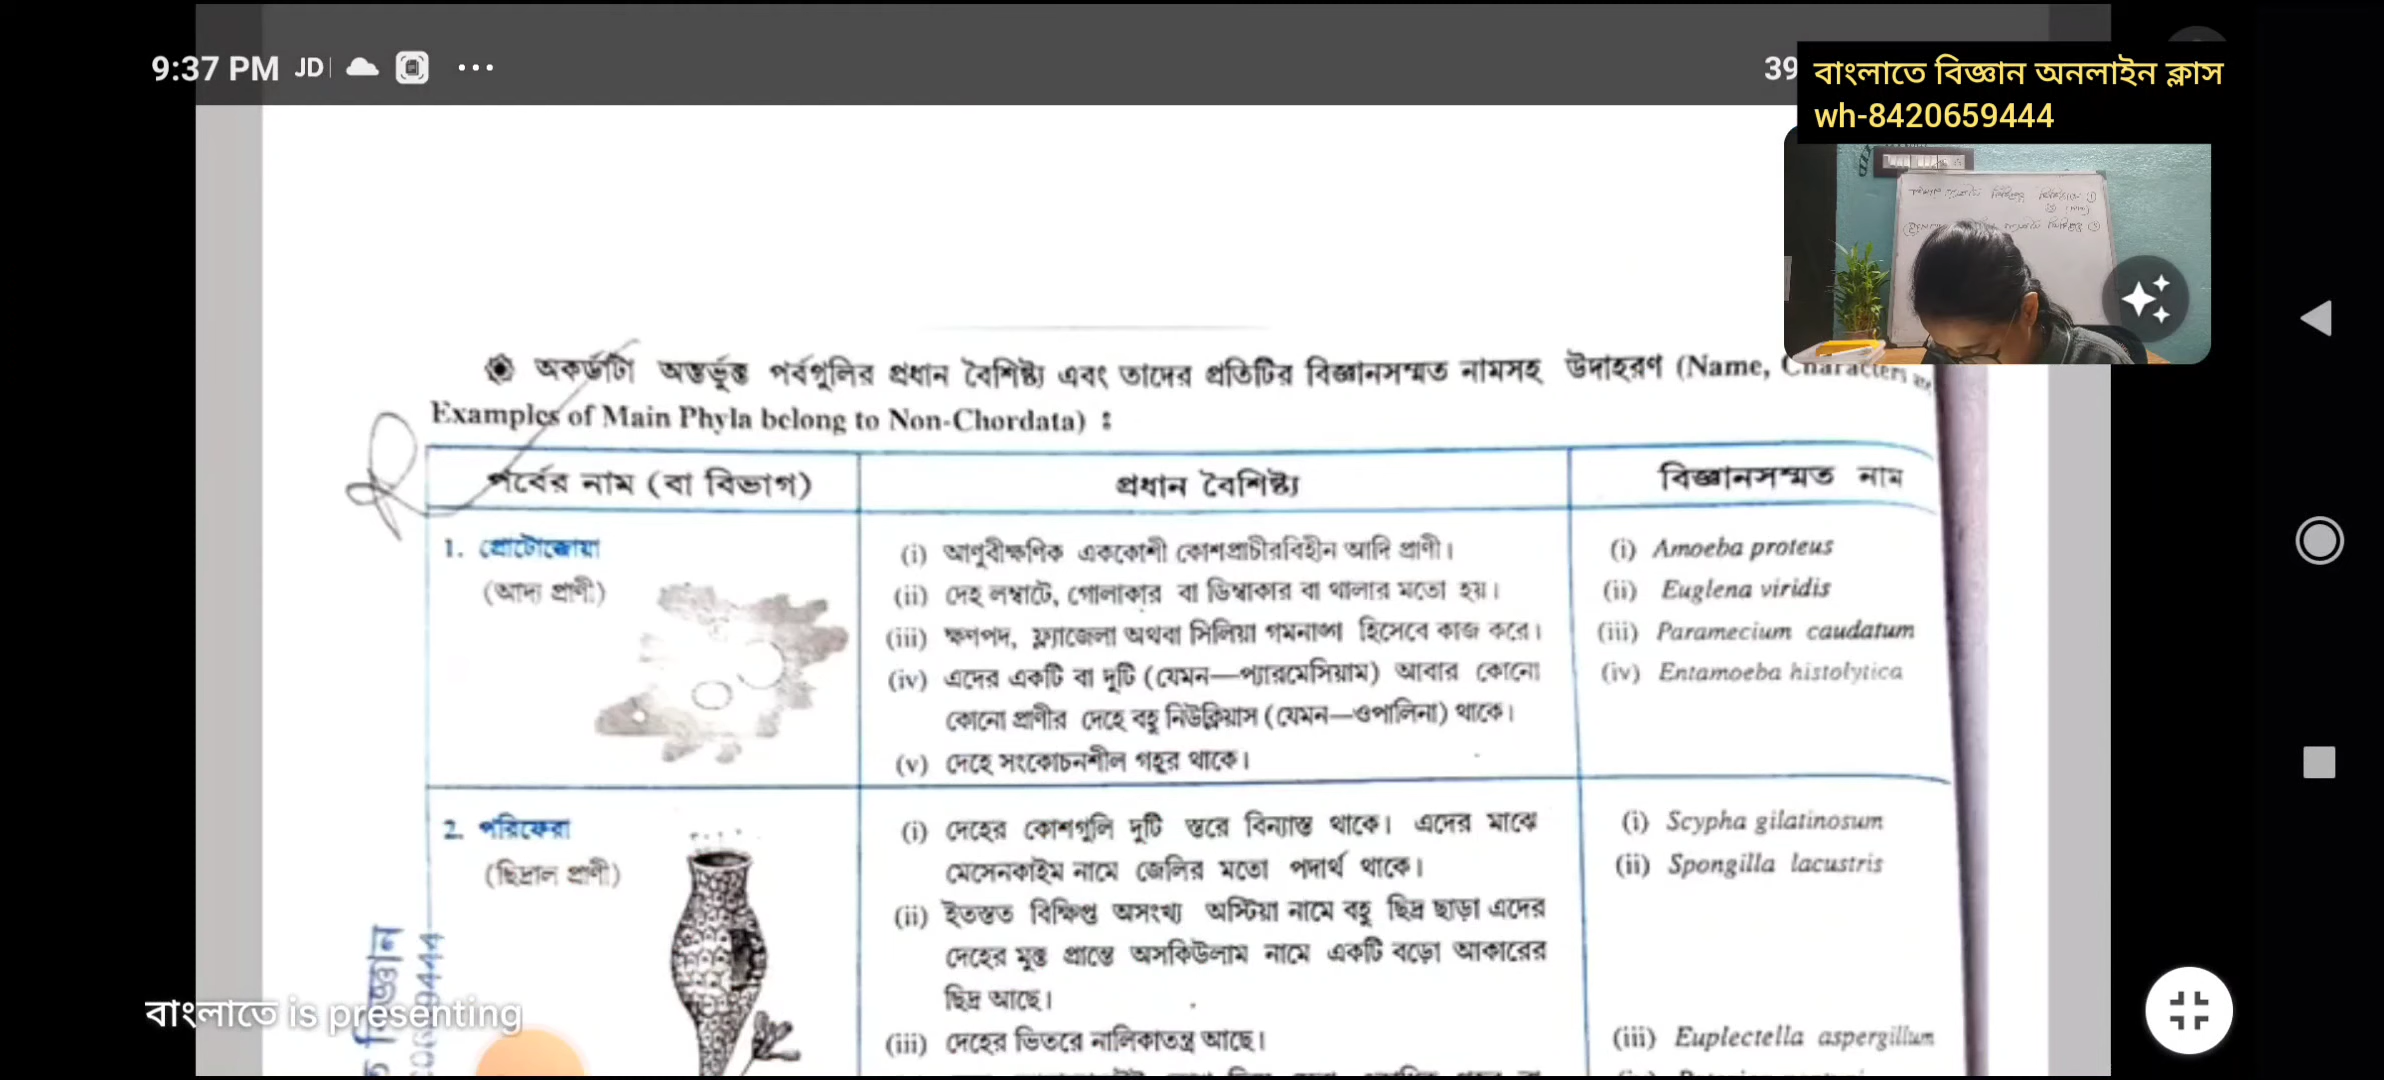 9:37 PM JD
39
বাংলাতে বিজ্ঞান অনলাইন ক্লাস
wh-8420659444
অকর্ডাটা অন্তর্ভুক্ত পর্বগুলির প্রধান বৈশিষ্ট্য এবং তাদের প্রতিটির বিজ্ঞানসম্মত নামসহ উদাহরণ (Name, Characters
Examples of Main Phyla belong to Non-Chordata) :
পর্বের নাম (বা বিভাগ)
প্রধান বৈশিষ্ট্য
বিজ্ঞানসম্মত নাম
1. প্রোটোজোয়া
(আদ্য প্রাণী)
(i) আণুবীক্ষণিক এককোশী কোশপ্রাচীরবিহীন আদি প্রাণী।
(ii) দেহ লম্বাটে, গোলাকার বা ডিম্বাকার বা থালার মতো হয়।
(iii) ক্ষণপদ, ফ্ল্যাজেলা অথবা সিলিয়া গমনাঙ্গ হিসেবে কাজ করে।
(iv) এদের একটি বা দুটি (যেমন—প্যারামেসিয়াম) আবার কোনো
কোনো প্রাণীর দেহে বহু নিউক্লিয়াস (যেমন—ওপালিনা) থাকে।
(v) দেহে সংকোচনশীল গহ্বর থাকে।
(i) Amoeba proteus
(ii) Euglena viridis
(iii) Paramecium caudatum
(iv) Entamoeba histolytica
2. পরিফেরা
(ছিদ্রাল প্রাণী)
(i) দেহের কোশগুলি দুটি স্তরে বিন্যস্ত থাকে। এদের মাঝে
মেসেনকাইম নামে জেলির মতো পদার্থ থাকে।
(ii) ইতস্তত বিক্ষিপ্ত অসংখ্য অস্টিয়া নামে বহু ছিদ্র ছাড়া এদের
দেহের মুক্ত প্রান্তে অসকিউলাম নামে একটি বড়ো আকারের
ছিদ্র আছে।
(iii) দেহের ভিতরে নালিকাতন্ত্র আছে।
(i) Scypha gilatinosum
(ii) Spongilla lacustris
(iii) Euplectella aspergillum
বাংলাতে is presenting